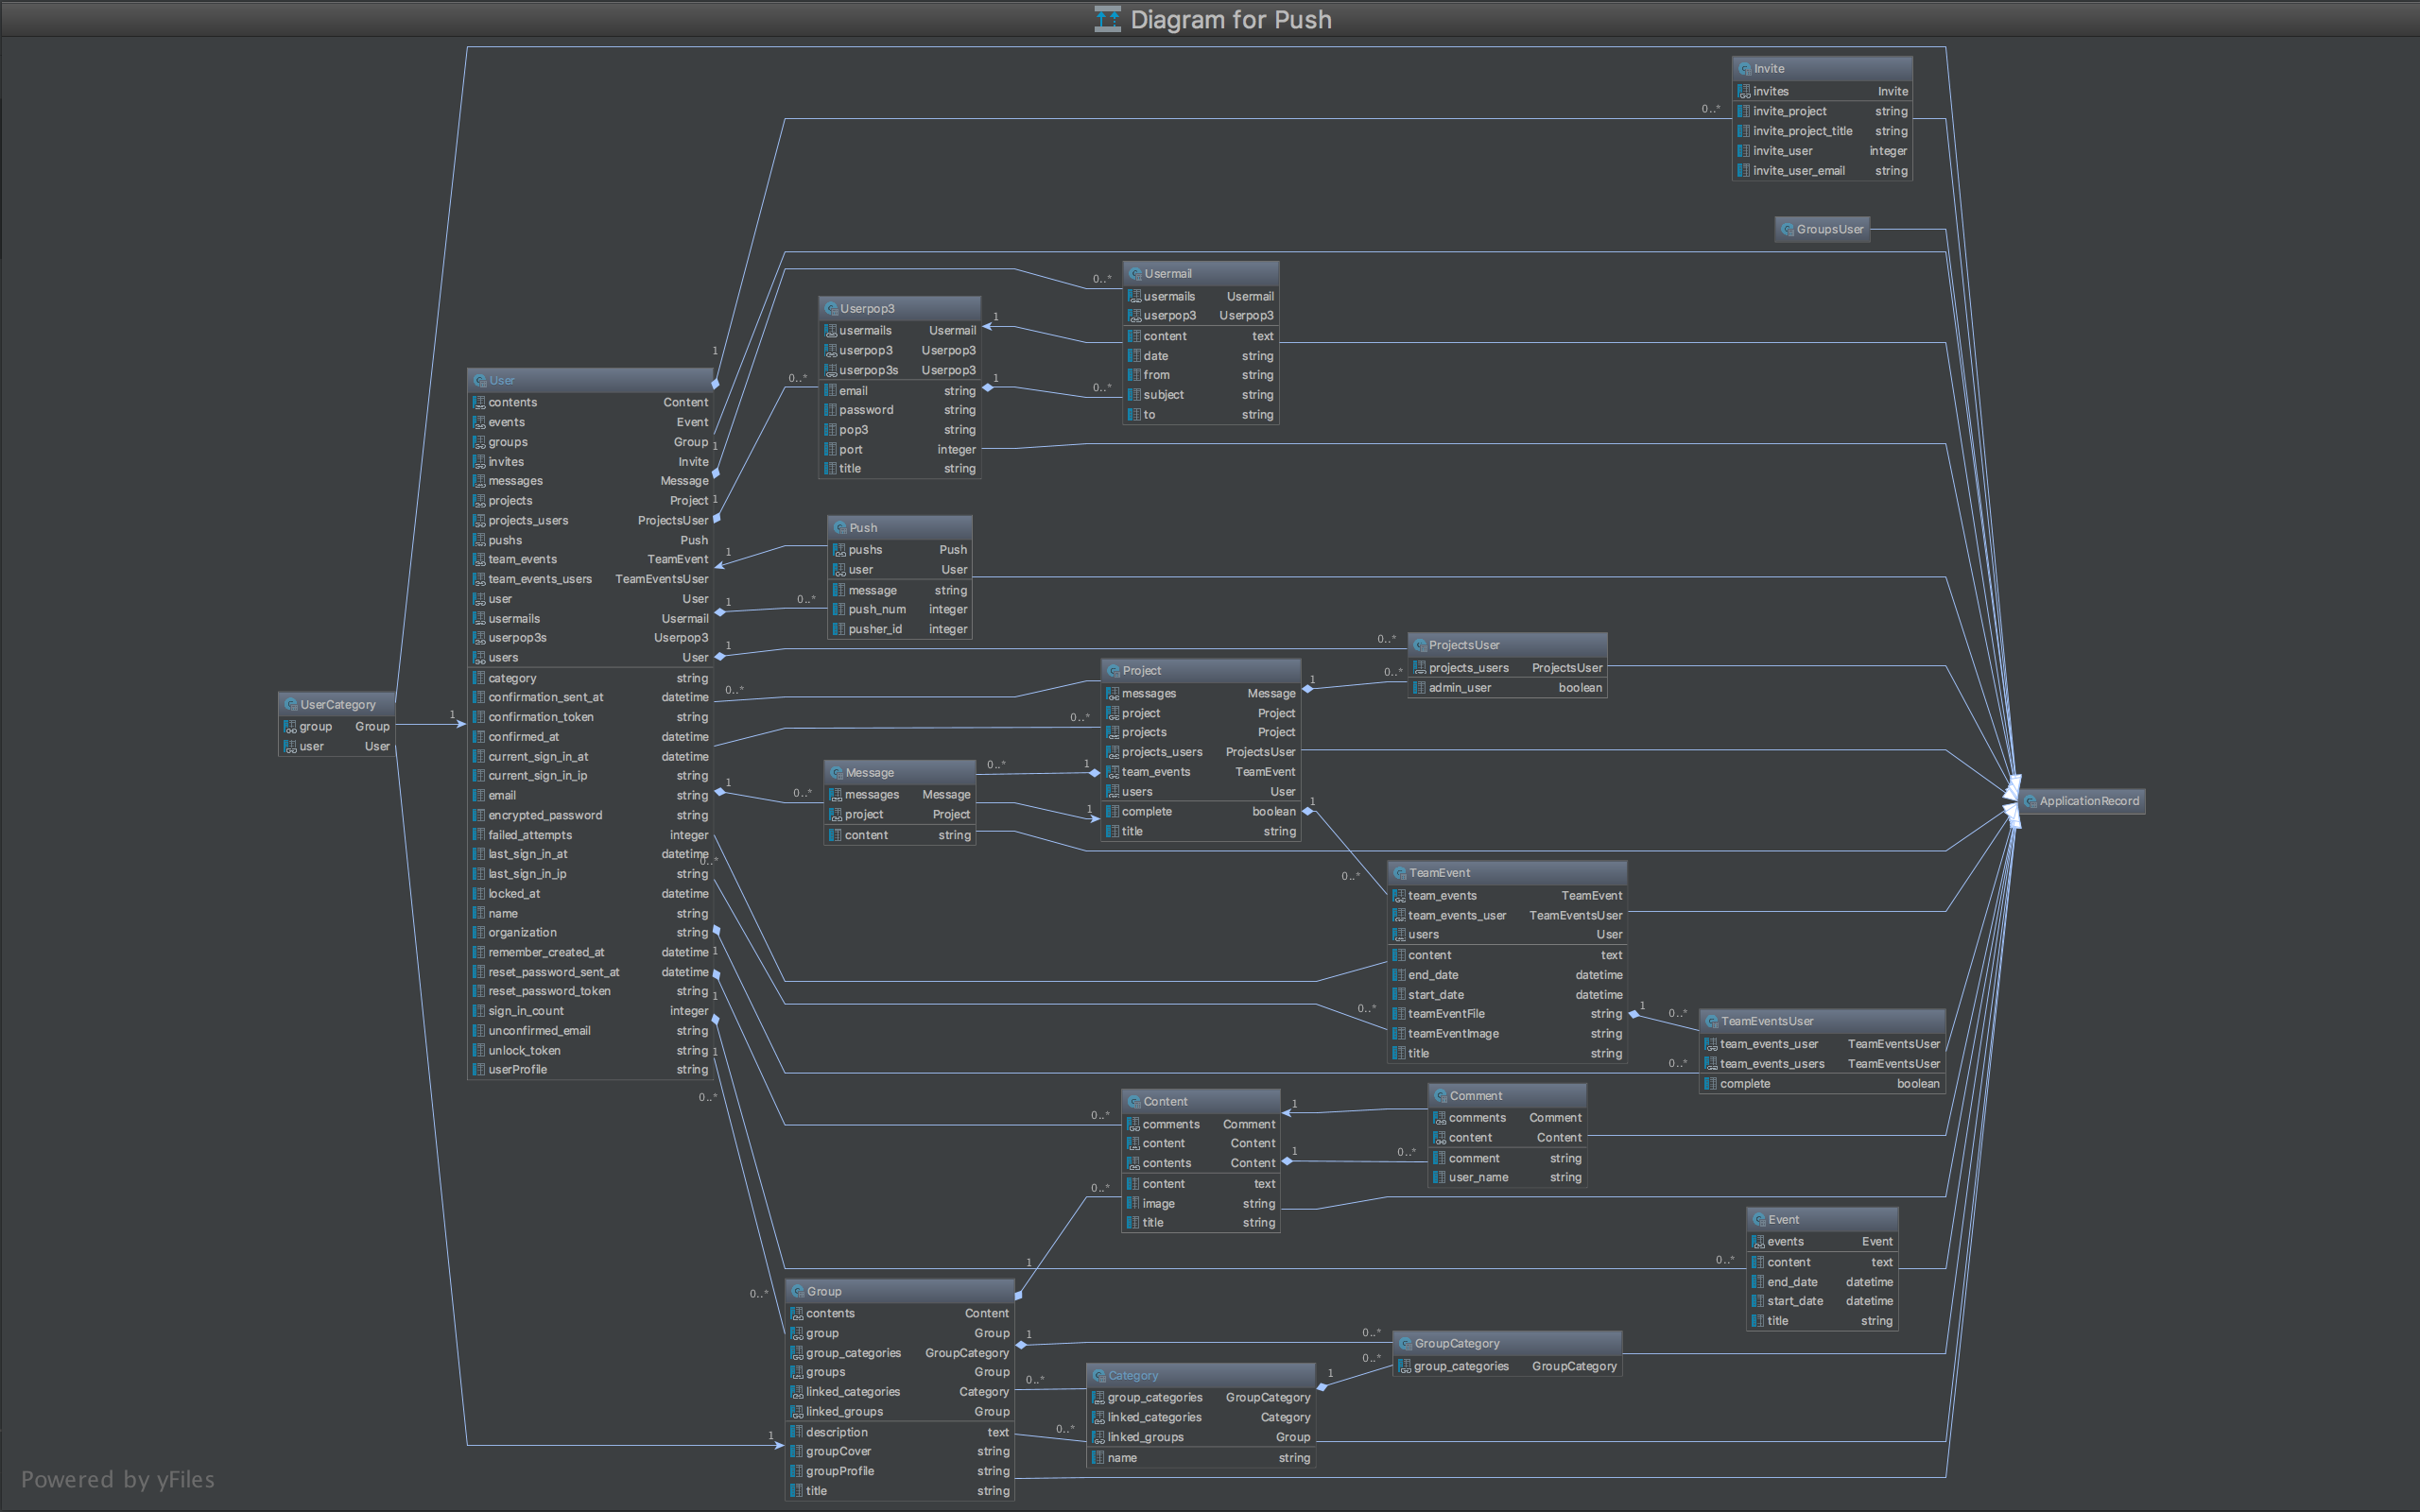 Diagram for Push
Invite
invites Invite
invite_project string
invite_project_title string
invite_user integer
invite_user_email string
0..*
GroupsUser
Usermail
usermails Usermail
userpop3 Userpop3
content text
date string
from string
subject string
to string
0..*
0..*
Userpop3
usermails Usermail
userpop3 Userpop3
userpop3s Userpop3
email string
password string
pop3 string
port integer
title string
1
1
0..*
User
contents Content
events Event
groups Group
invites Invite
messages Message
projects Project
projects_users ProjectsUser
pushs Push
team_events TeamEvent
team_events_users TeamEventsUser
user User
usermails Usermail
userpop3s Userpop3
users User
category string
confirmation_sent_at datetime
confirmation_token string
confirmed_at datetime
current_sign_in_at datetime
current_sign_in_ip string
email string
encrypted_password string
failed_attempts integer
last_sign_in_at datetime
last_sign_in_ip string
locked_at datetime
name string
organization string
remember_created_at datetime
reset_password_sent_at datetime
reset_password_token string
sign_in_count integer
unconfirmed_email string
unlock_token string
userProfile string
1
1
1
1
1
1
0..*
1
0..*
1
1
1
0..*
Push
pushs Push
user User
message string
push_num integer
pusher_id integer
0..*
ProjectsUser
projects_users ProjectsUser
admin_user boolean
0..*
0..*
Project
messages Message
project Project
projects Project
projects_users ProjectsUser
team_events TeamEvent
users User
complete boolean
title string
0..*
1
1
1
1
UserCategory
group Group
user User
1
Message
messages Message
project Project
content string
0..*
0..*
ApplicationRecord
TeamEvent
team_events TeamEvent
team_events_user TeamEventsUser
users User
content text
end_date datetime
start_date datetime
teamEventFile string
teamEventImage string
title string
0..*
0..*
1
TeamEventsUser
team_events_user TeamEventsUser
team_events_users TeamEventsUser
complete boolean
0..*
0..*
Content
comments Comment
content Content
contents Content
content text
image string
title string
0..*
0..*
1
1
Comment
comments Comment
content Content
comment string
user_name string
0..*
Event
events Event
content text
end_date datetime
start_date datetime
title string
0..*
Group
contents Content
group Group
group_categories GroupCategory
groups Group
linked_categories Category
linked_groups Group
description text
groupCover string
groupProfile string
title string
0..*
1
1
1
GroupCategory
group_categories GroupCategory
0..*
0..*
Category
group_categories GroupCategory
linked_categories Category
linked_groups Group
name string
0..*
0..*
1
Powered by yFiles